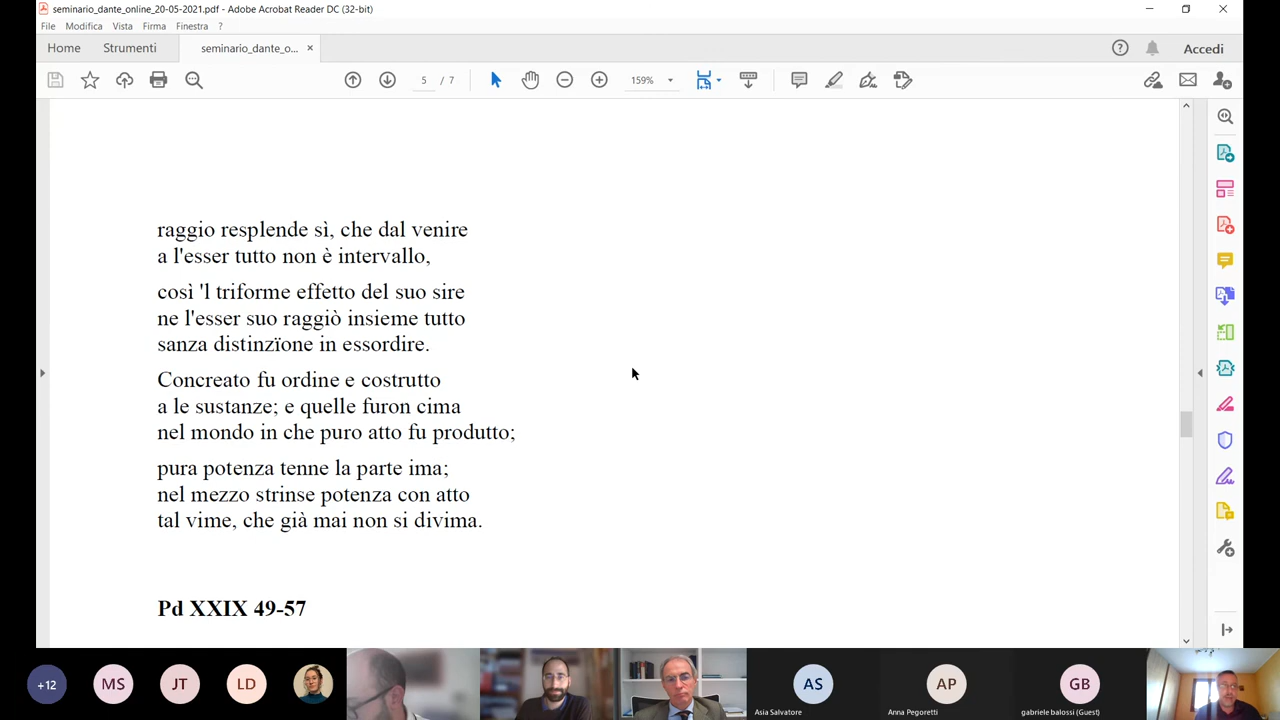 seminario_dante_online_20-05-2021.pdf - Adobe Acrobat Reader DC (32-bit)
File Modifica Vista Firma Finestra ?
Home Strumenti seminario_dante_o... × Accedi
5 / 7 159%
raggio resplende sì, che dal venire
a l'esser tutto non è intervallo,
così 'l triforme effetto del suo sire
ne l'esser suo raggiò insieme tutto
sanza distinzïone in essordire.
Concreato fu ordine e costrutto
a le sustanze; e quelle furon cima
nel mondo in che puro atto fu produtto;
pura potenza tenne la parte ima;
nel mezzo strinse potenza con atto
tal vime, che già mai non si divima.
Pd XXIX 49-57
+12 MS JT LD AS AP GB
Asia Salvatore Anna Pegoretti gabriele balossi (Guest)